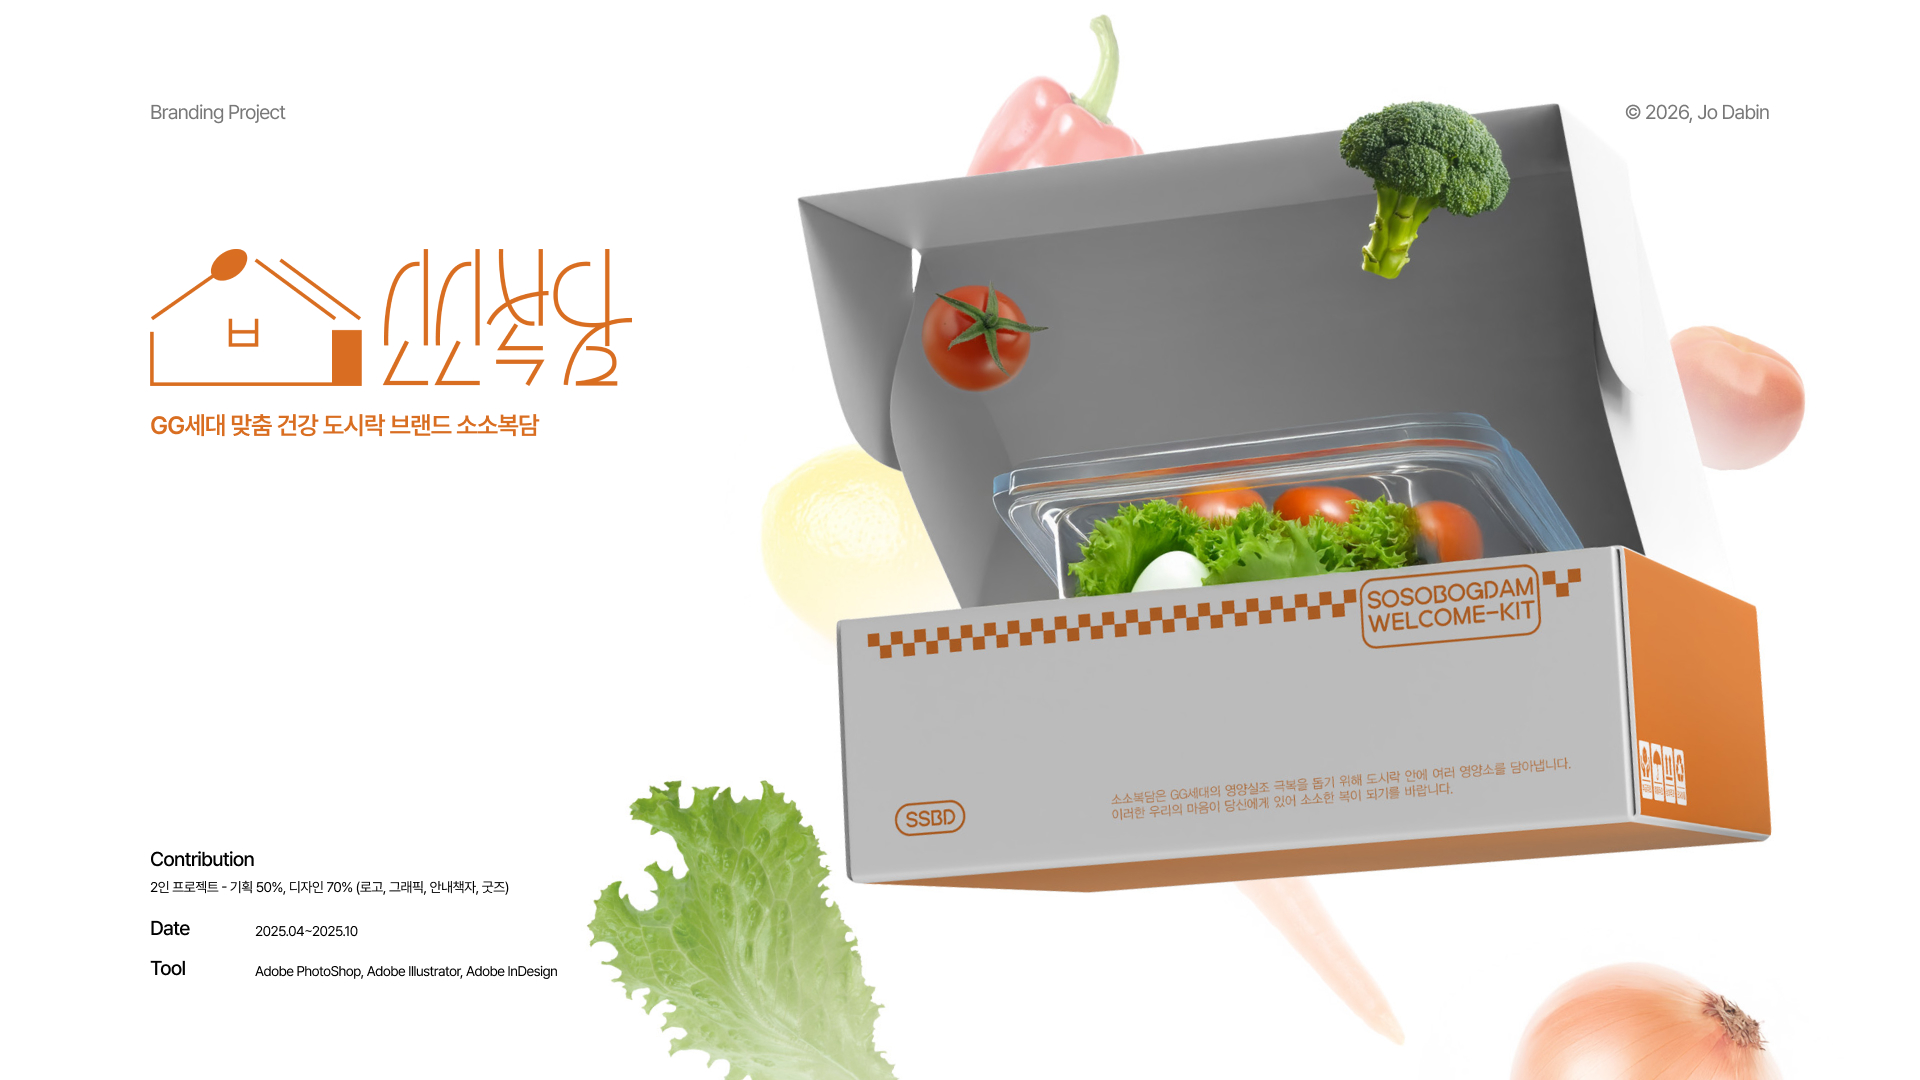 Branding Project
© 2026, Jo Dabin
소소복담
GG세대 맞춤 건강 도시락 브랜드 소소복담
SOSOBOGDAM
WELCOME-KIT
소소복담은 GG세대의 영양실조 극복을 돕기 위해 도시락 안에 여러 영양소를 담아냅니다.
이러한 우리의 마음이 당신에게 있어 소소한 복이 되기를 바랍니다.
SSBD
Contribution
2인 프로젝트 - 기획 50%, 디자인 70% (로고, 그래픽, 안내책자, 굿즈)
Date 2025.04~2025.10
Tool Adobe PhotoShop, Adobe Illustrator, Adobe InDesign